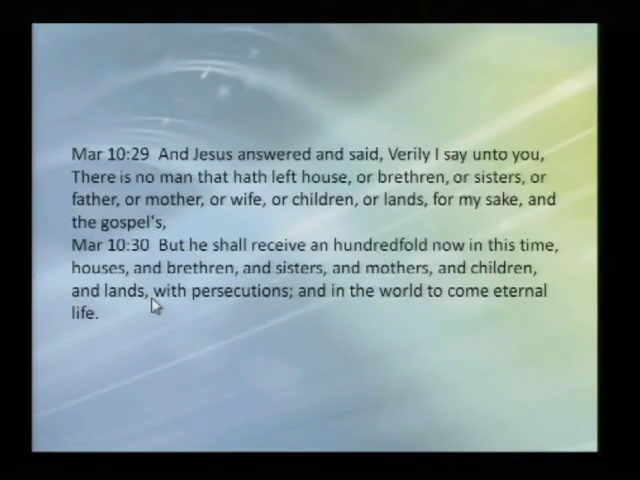 Mar 10:29 And Jesus answered and said, Verily I say unto you,
There is no man that hath left house, or brethren, or sisters, or
father, or mother, or wife, or children, or lands, for my sake, and
the gospel's,
Mar 10:30 But he shall receive an hundredfold now in this time,
houses, and brethren, and sisters, and mothers, and children,
and lands, with persecutions; and in the world to come eternal
life.